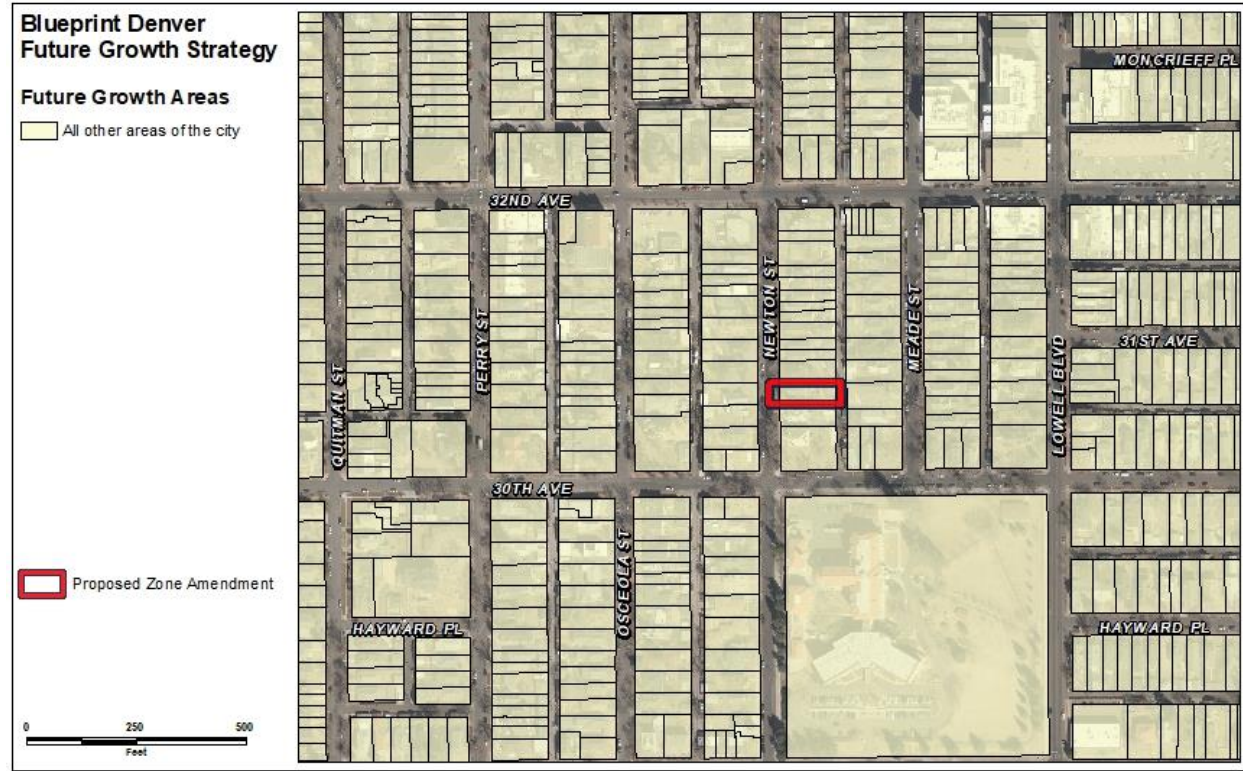 Blueprint Denver
Future Growth Strategy
Future Growth Areas
All other areas of the city
Proposed Zone Amendment
0 250 500
Feet
MONCRIEFF PL
32ND AVE
NEWTON ST
MEADE ST
PERRY ST
31ST AVE
QUITMAN ST
LOWELL BLVD
30TH AVE
OSCEOLA ST
HAYWARD PL
HAYWARD PL